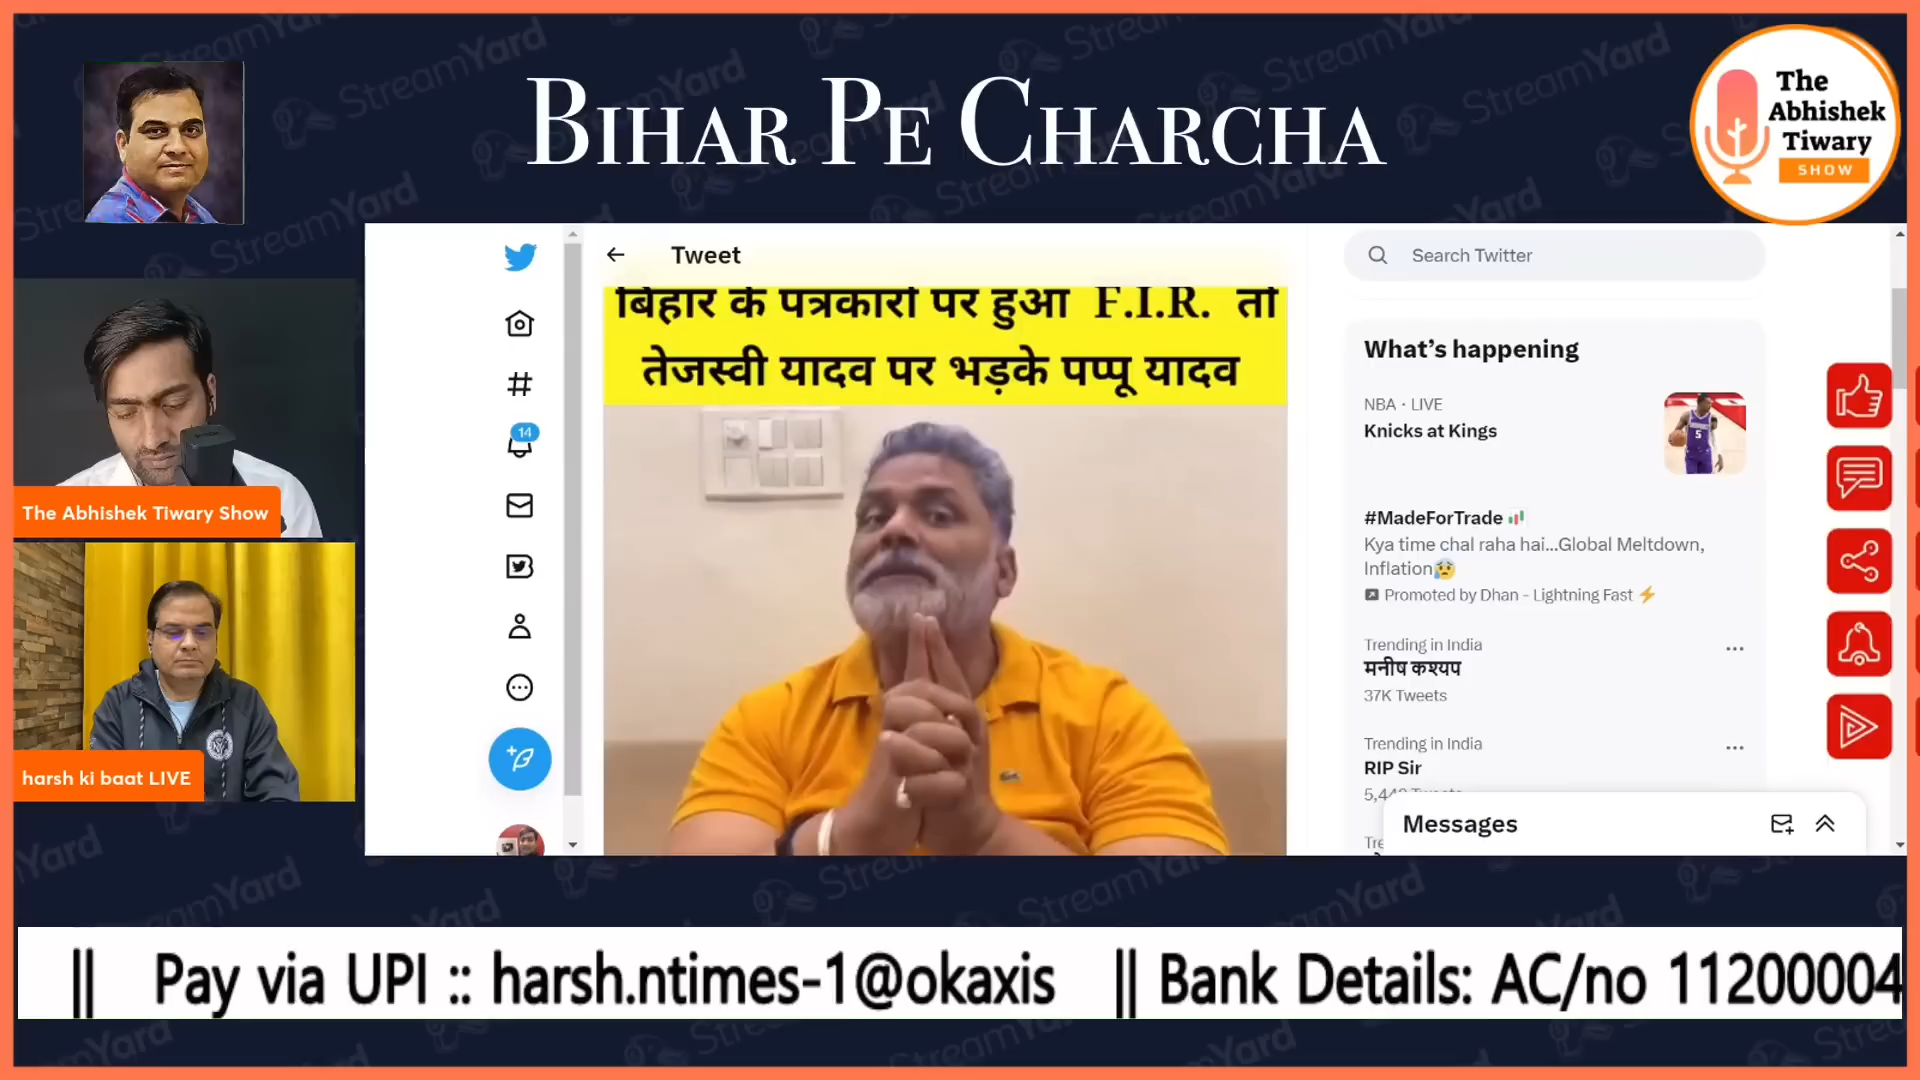 BIHAR PE CHARCHA
The
Abhishek
Tiwary
SHOW
Tweet
बिहार के पत्रकारों पर हुआ F.I.R. तो
तेजस्वी यादव पर भड़के पप्पू यादव
Search Twitter
What's happening
NBA · LIVE
Knicks at Kings
#MadeForTrade
Kya time chal raha hai...Global Meltdown,
Inflation😰
Promoted by Dhan - Lightning Fast ⚡
Trending in India
मनीष कश्यप
37K Tweets
Trending in India
RIP Sir
Messages
14
The Abhishek Tiwary Show
harsh ki baat LIVE
|| Pay via UPI :: harsh.ntimes-1@okaxis || Bank Details: AC/no 11200004
StreamYard